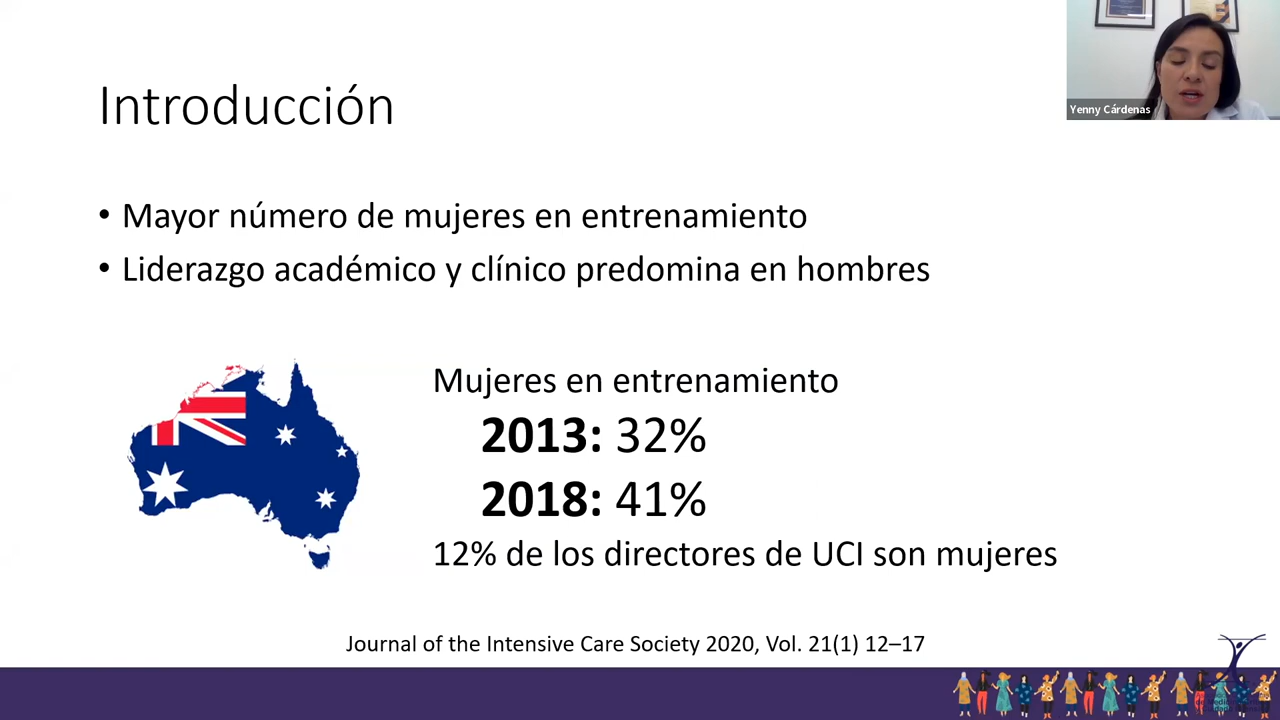 Yenny Cárdenas
Introducción
• Mayor número de mujeres en entrenamiento
• Liderazgo académico y clínico predomina en hombres
Mujeres en entrenamiento
2013: 32%
2018: 41%
12% de los directores de UCI son mujeres
Journal of the Intensive Care Society 2020, Vol. 21(1) 12–17